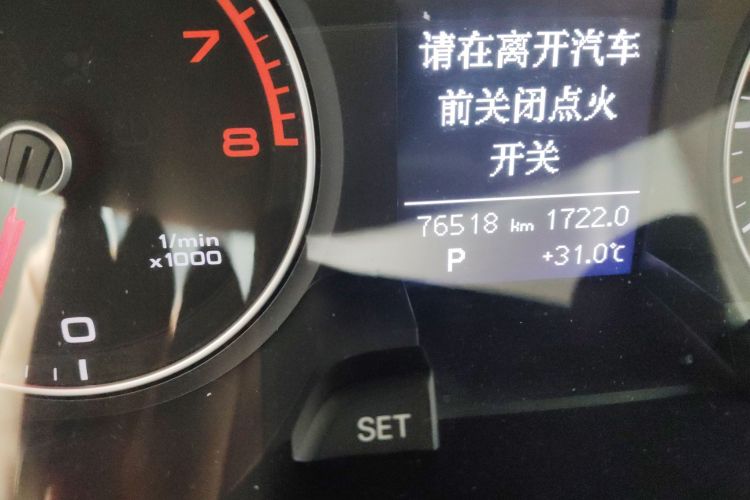 7
请在离开汽车
前关闭点火
8
开关
76518 km 1722.0
1/min
x1000
P +31.0℃
0
SET